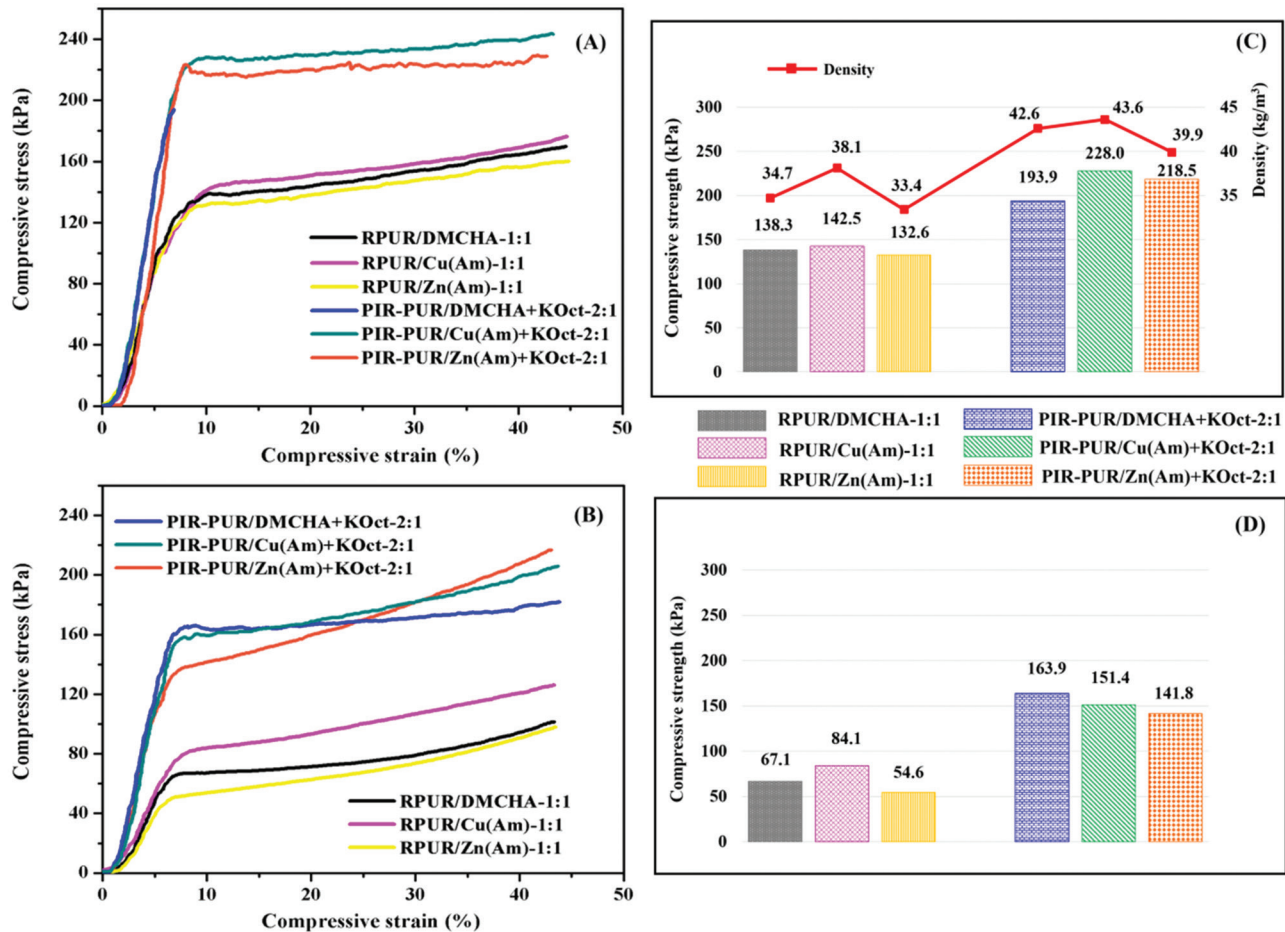 (A)
Compressive stress (kPa)
240
200
160
120
80
40
0
RPUR/DMCHA-1:1
RPUR/Cu(Am)-1:1
RPUR/Zn(Am)-1:1
PIR-PUR/DMCHA+KOct-2:1
PIR-PUR/Cu(Am)+KOct-2:1
PIR-PUR/Zn(Am)+KOct-2:1
0 10 20 30 40 50
Compressive strain (%)
(C)
Density
Compressive strength (kPa)
300
250
200
150
100
50
0
Density (kg/m³)
45
40
35
34.7
38.1
33.4
42.6
43.6
39.9
138.3
142.5
132.6
193.9
228.0
218.5
RPUR/DMCHA-1:1
RPUR/Cu(Am)-1:1
RPUR/Zn(Am)-1:1
PIR-PUR/DMCHA+KOct-2:1
PIR-PUR/Cu(Am)+KOct-2:1
PIR-PUR/Zn(Am)+KOct-2:1
(B)
Compressive stress (kPa)
240
200
160
120
80
40
0
PIR-PUR/DMCHA+KOct-2:1
PIR-PUR/Cu(Am)+KOct-2:1
PIR-PUR/Zn(Am)+KOct-2:1
RPUR/DMCHA-1:1
RPUR/Cu(Am)-1:1
RPUR/Zn(Am)-1:1
0 10 20 30 40 50
Compressive strain (%)
(D)
Compressive strength (kPa)
300
250
200
150
100
50
0
67.1
84.1
54.6
163.9
151.4
141.8